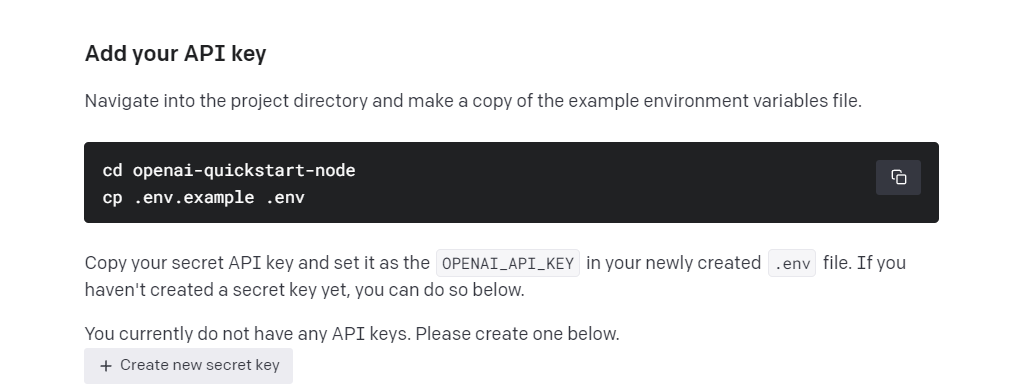 Add your API key
Navigate into the project directory and make a copy of the example environment variables file.
cd openai-quickstart-node
cp .env.example .env
Copy your secret API key and set it as the OPENAI_API_KEY in your newly created .env file. If you
haven't created a secret key yet, you can do so below.
You currently do not have any API keys. Please create one below.
+ Create new secret key